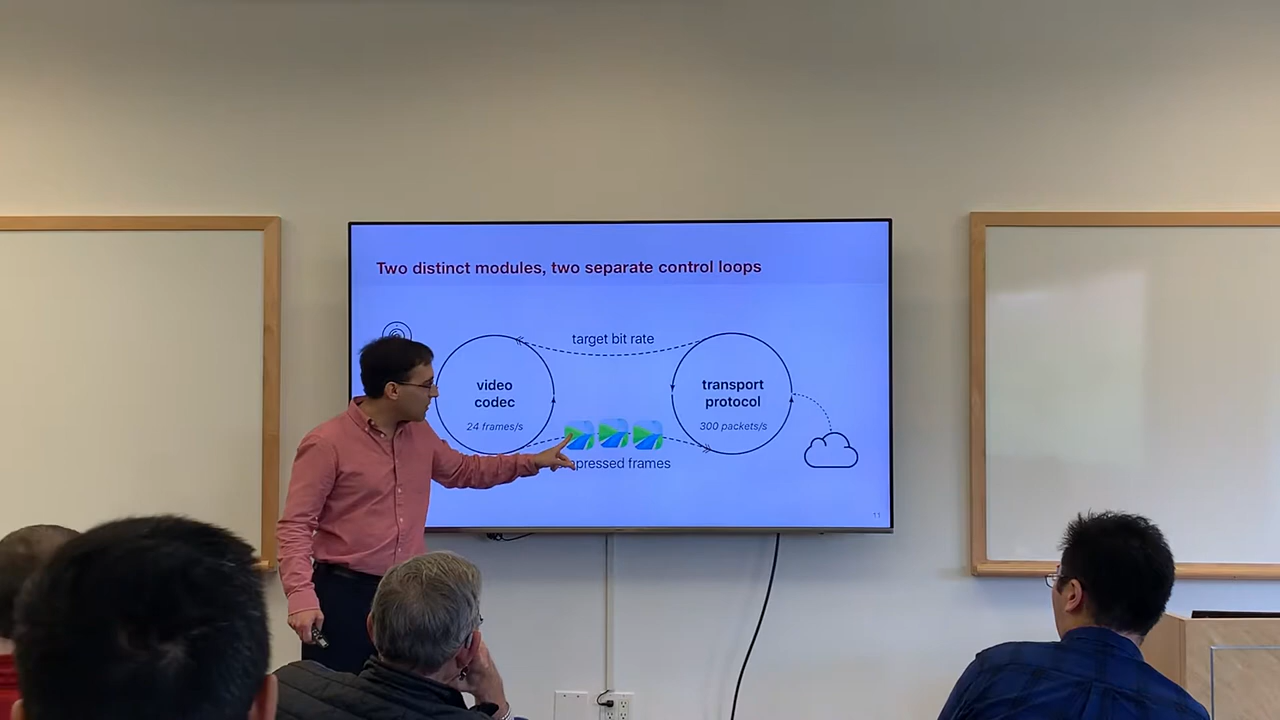 Two distinct modules, two separate control loops
target bit rate
video
codec
24 frames/s
transport
protocol
300 packets/s
frames
11